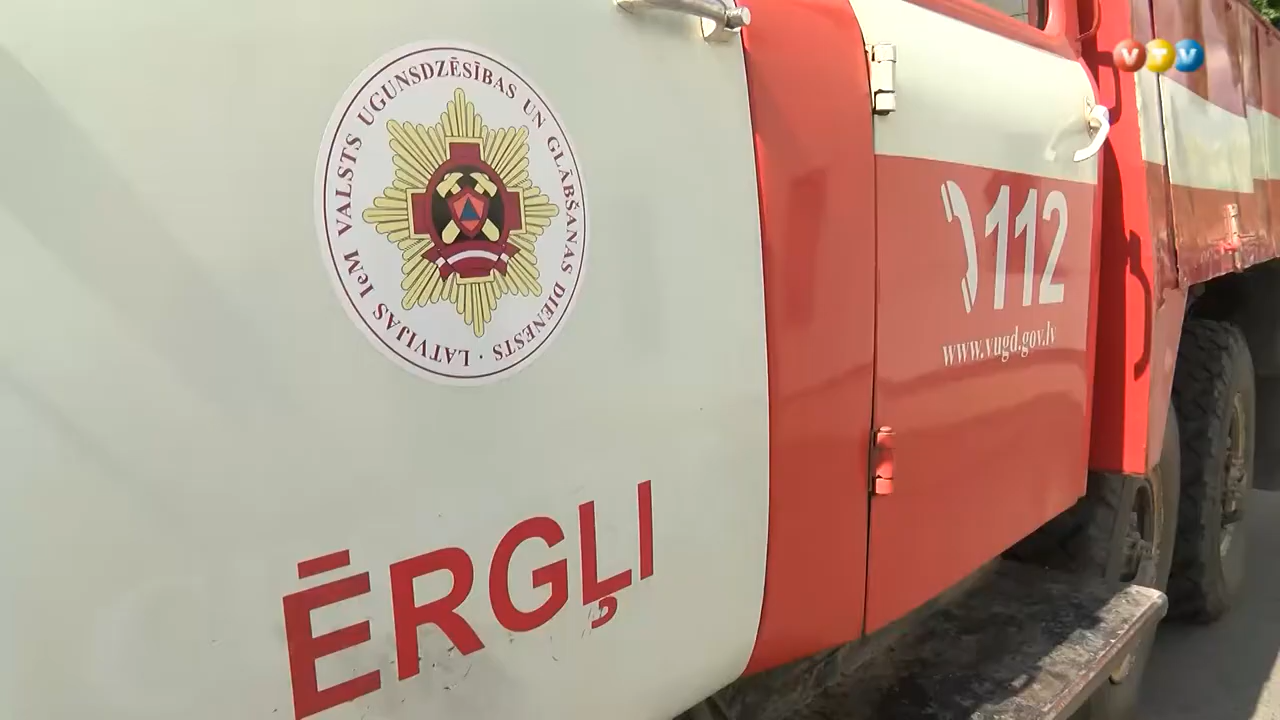 VTV
LATVIJAS IeM VALSTS UGUNSDZĒSĪBAS UN GLĀBŠANAS DIENESTS ·
112
www.vugd.gov.lv
ĒRGĻI